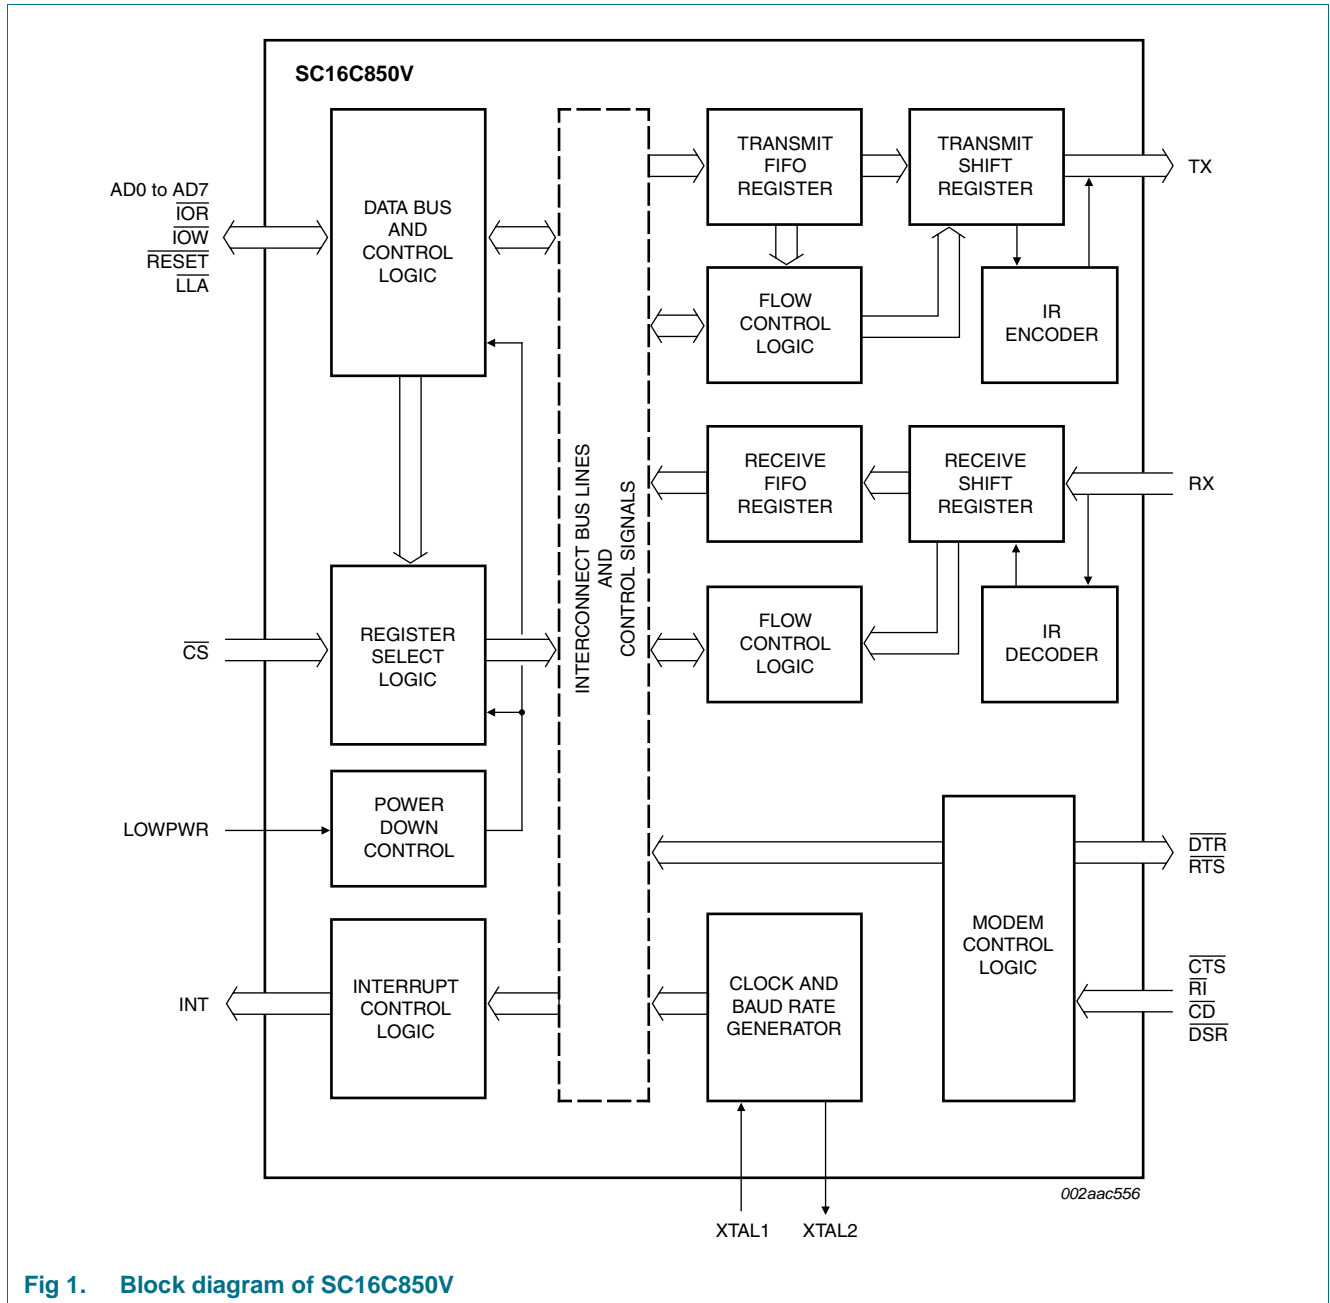 SC16C850V
AD0 to AD7
IOR
IOW
RESET
LLA
DATA BUS
AND
CONTROL
LOGIC
TRANSMIT
FIFO
REGISTER
TRANSMIT
SHIFT
REGISTER
TX
FLOW
CONTROL
LOGIC
IR
ENCODER
INTERCONNECT BUS LINES
AND
CONTROL SIGNALS
RECEIVE
FIFO
REGISTER
RECEIVE
SHIFT
REGISTER
RX
CS
REGISTER
SELECT
LOGIC
FLOW
CONTROL
LOGIC
IR
DECODER
LOWPWR
POWER
DOWN
CONTROL
DTR
RTS
MODEM
CONTROL
LOGIC
INT
INTERRUPT
CONTROL
LOGIC
CLOCK AND
BAUD RATE
GENERATOR
CTS
RI
CD
DSR
002aac556
XTAL1
XTAL2
Fig 1. Block diagram of SC16C850V